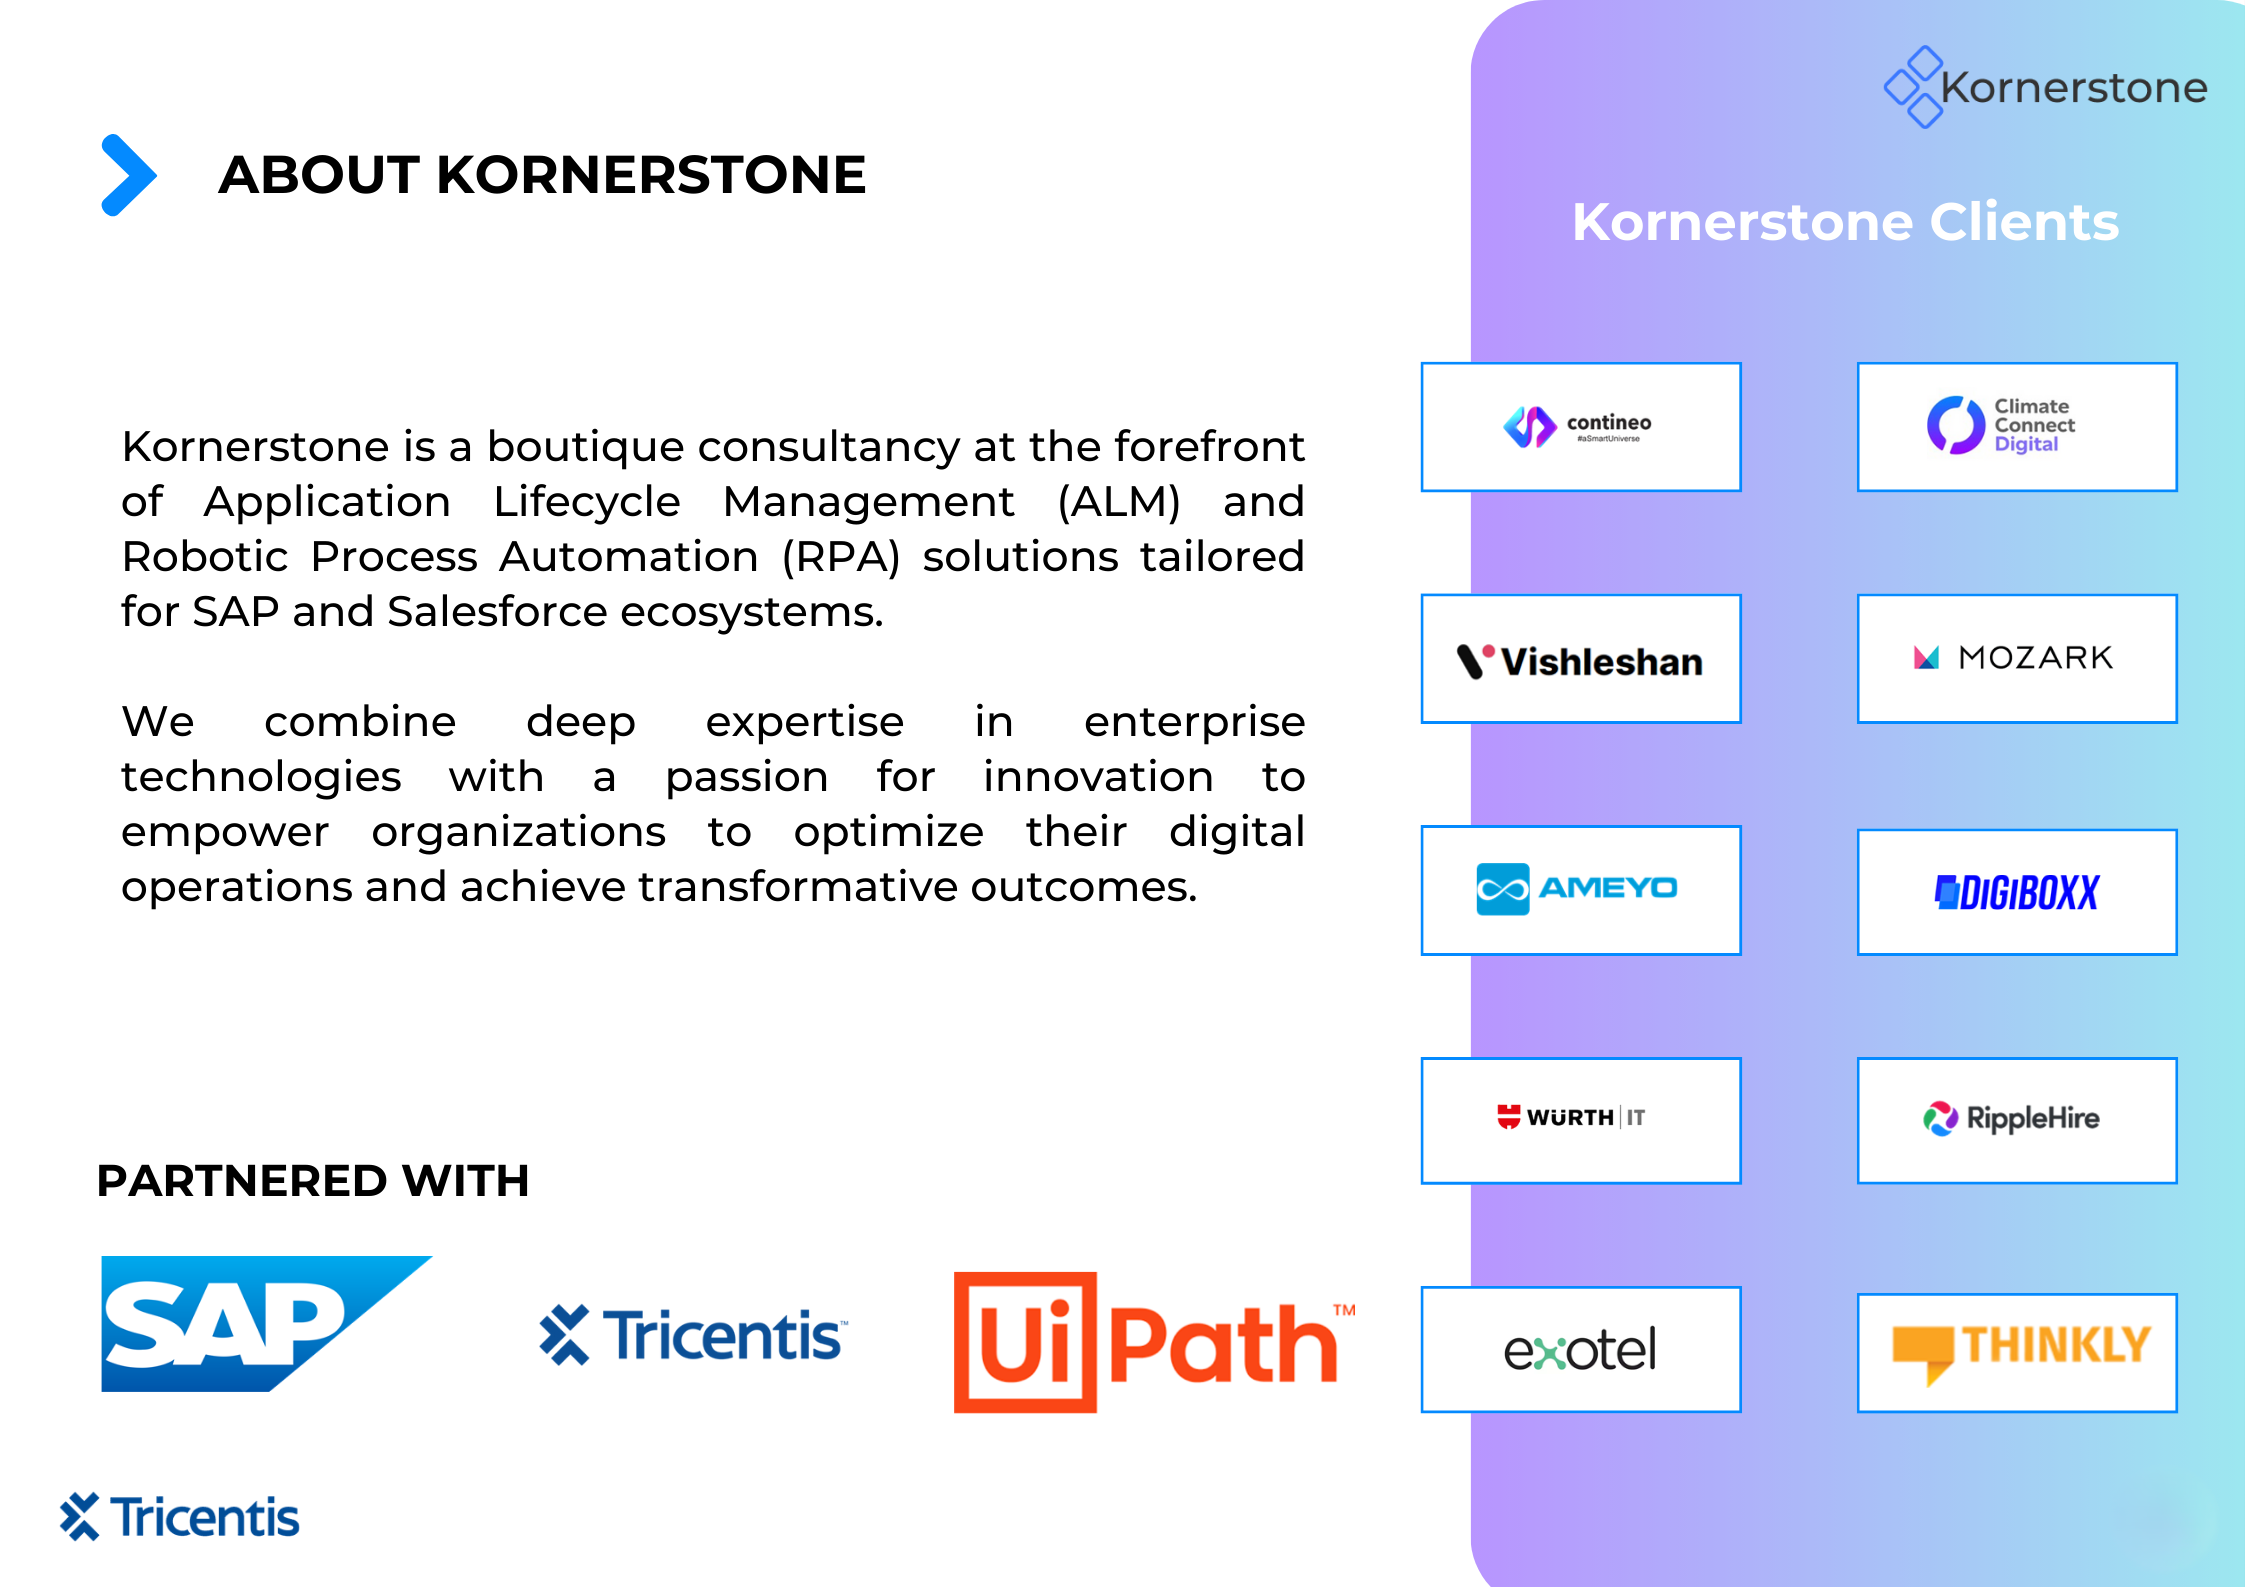 ABOUT KORNERSTONE
Kornerstone is a boutique consultancy at the forefront
of Application Lifecycle Management (ALM) and
Robotic Process Automation (RPA) solutions tailored
for SAP and Salesforce ecosystems.
We combine deep expertise in enterprise
technologies with a passion for innovation to
empower organizations to optimize their digital
operations and achieve transformative outcomes.
PARTNERED WITH
SAP
Tricentis™
UiPath™
Tricentis
Kornerstone
Kornerstone Clients
contineo
#aSmartUniverse
Climate
Connect
Digital
Vishleshan
MOZARK
AMEYO
DiGiBOXX
WÜRTH IT
RippleHire
exotel
THINKLY